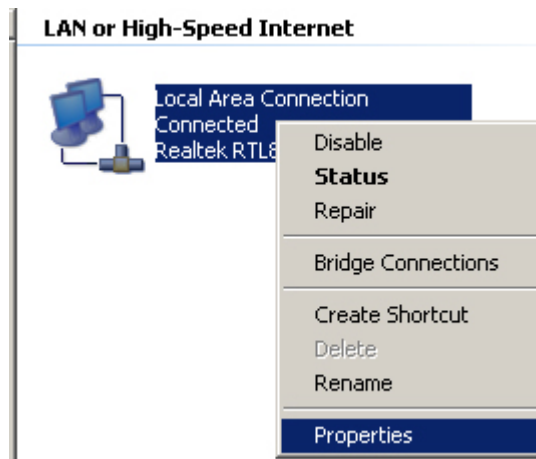 LAN or High-Speed Internet
Local Area Connection
Connected
Realtek
Disable
Status
Repair
Bridge Connections
Create Shortcut
Delete
Rename
Properties